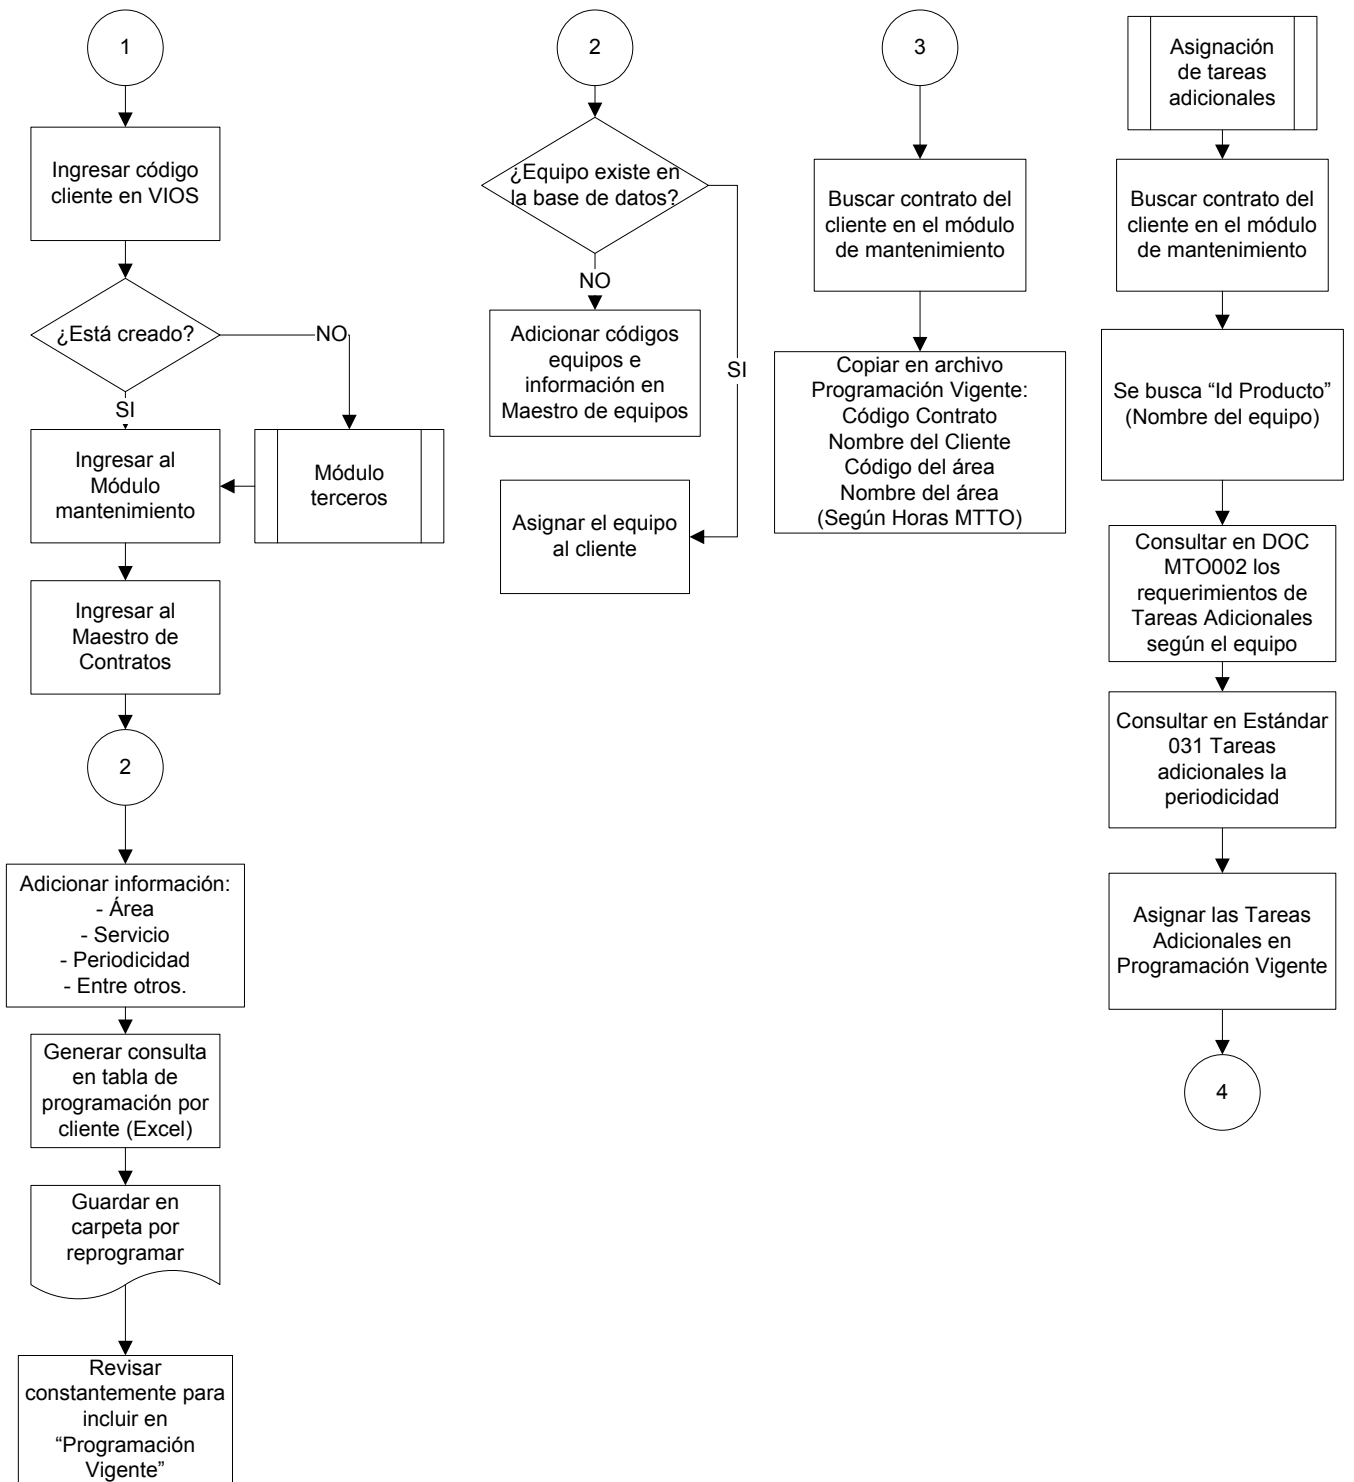 1
Ingresar código
cliente en VIOS
¿Está creado?
NO
SI
Ingresar al
Módulo
mantenimiento
Módulo
terceros
Ingresar al
Maestro de
Contratos
2
Adicionar información:
- Área
- Servicio
- Periodicidad
- Entre otros.
Generar consulta
en tabla de
programación por
cliente (Excel)
Guardar en
carpeta por
reprogramar
Revisar
constantemente para
incluir en
“Programación
Vigente”
2
¿Equipo existe en
la base de datos?
NO
SI
Adicionar códigos
equipos e
información en
Maestro de equipos
Asignar el equipo
al cliente
3
Buscar contrato del
cliente en el módulo
de mantenimiento
Copiar en archivo
Programación Vigente:
Código Contrato
Nombre del Cliente
Código del área
Nombre del área
(Según Horas MTTO)
Asignación
de tareas
adicionales
Buscar contrato del
cliente en el módulo
de mantenimiento
Se busca “Id Producto”
(Nombre del equipo)
Consultar en DOC
MTO002 los
requerimientos de
Tareas Adicionales
según el equipo
Consultar en Estándar
031 Tareas
adicionales la
periodicidad
Asignar las Tareas
Adicionales en
Programación Vigente
4